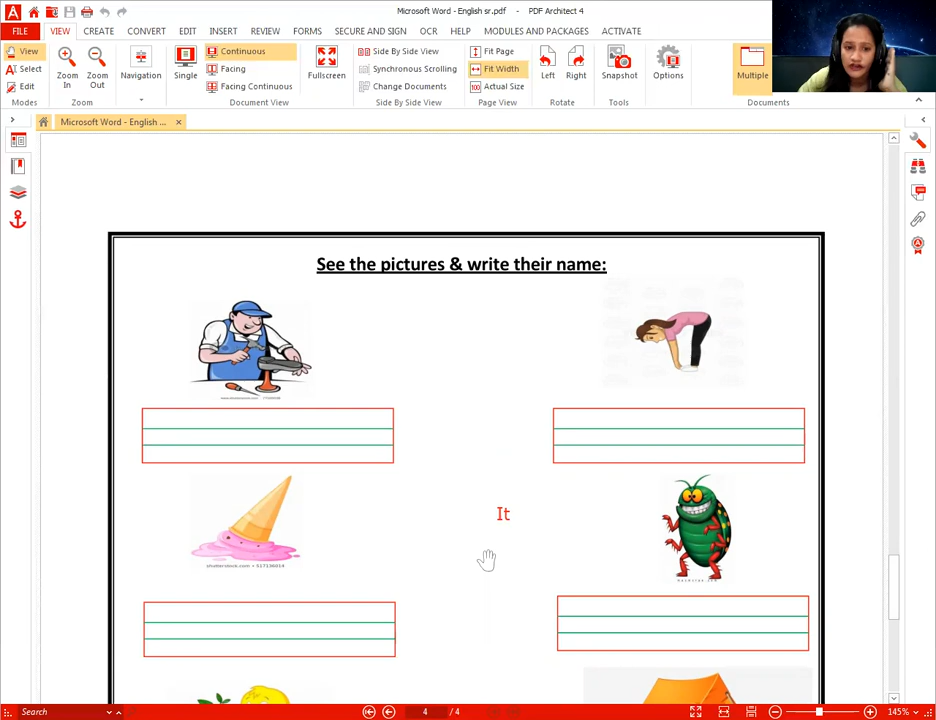 Microsoft Word - English sr.pdf - PDF Architect 4
FILE VIEW CREATE CONVERT EDIT INSERT REVIEW FORMS SECURE AND SIGN OCR HELP MODULES AND PACKAGES ACTIVATE
View
Select
Edit
Modes
Zoom In
Zoom Out
Zoom
Navigation
Single
Continuous
Facing
Facing Continuous
Document View
Fullscreen
Side By Side View
Synchronous Scrolling
Change Documents
Side By Side View
Fit Page
Fit Width
100 Actual Size
Page View
Left
Right
Rotate
Snapshot
Tools
Options
Multiple
Documents
Microsoft Word - English ...
See the pictures & write their name:
It
shutterstock.com • 517136014
Search
4 / 4
145%